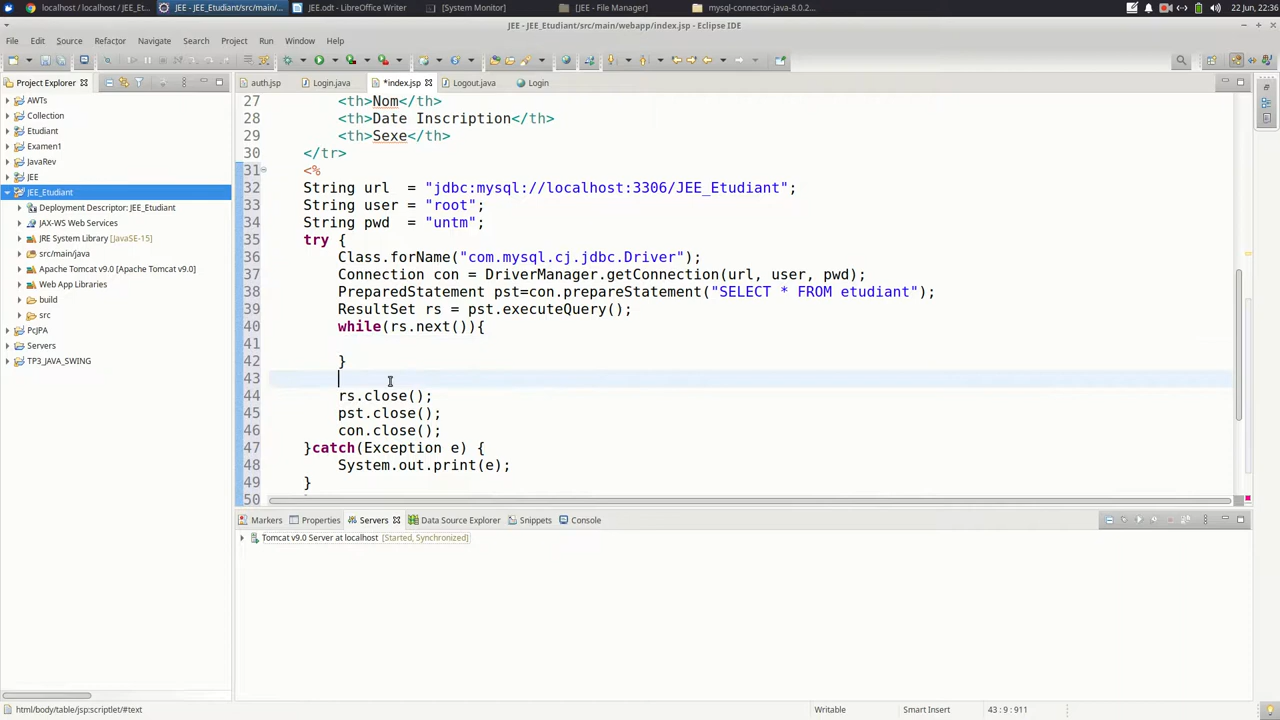 localhost / localhost / JEE_Et...
JEE - JEE_Etudiant/src/main/...
JEE.odt - LibreOffice Writer
[System Monitor]
[JEE - File Manager]
mysql-connector-java-8.0.2...
22 Jun, 22:36
JEE - JEE_Etudiant/src/main/webapp/index.jsp - Eclipse IDE
File Edit Source Refactor Navigate Search Project Run Window Help
Project Explorer
auth.jsp
Login.java
*index.jsp
Logout.java
Login
AWTs
Collection
Etudiant
Examen1
JavaRev
JEE
JEE_Etudiant
Deployment Descriptor: JEE_Etudiant
JAX-WS Web Services
JRE System Library [JavaSE-15]
src/main/java
Apache Tomcat v9.0 [Apache Tomcat v9.0]
Web App Libraries
build
src
PcJPA
Servers
TP3_JAVA_SWING
27 <th>Nom</th>
28 <th>Date Inscription</th>
29 <th>Sexe</th>
30 </tr>
31 <%
32 String url  = "jdbc:mysql://localhost:3306/JEE_Etudiant";
33 String user = "root";
34 String pwd  = "untm";
35 try {
36 Class.forName("com.mysql.cj.jdbc.Driver");
37 Connection con = DriverManager.getConnection(url, user, pwd);
38 PreparedStatement pst=con.prepareStatement("SELECT * FROM etudiant");
39 ResultSet rs = pst.executeQuery();
40 while(rs.next()){
41
42 }
43
44 rs.close();
45 pst.close();
46 con.close();
47 }catch(Exception e) {
48 System.out.print(e);
49 }
50
Markers
Properties
Servers
Data Source Explorer
Snippets
Console
Tomcat v9.0 Server at localhost [Started, Synchronized]
html/body/table/jsp:scriptlet/#text
Writable
Smart Insert
43 : 9 : 911